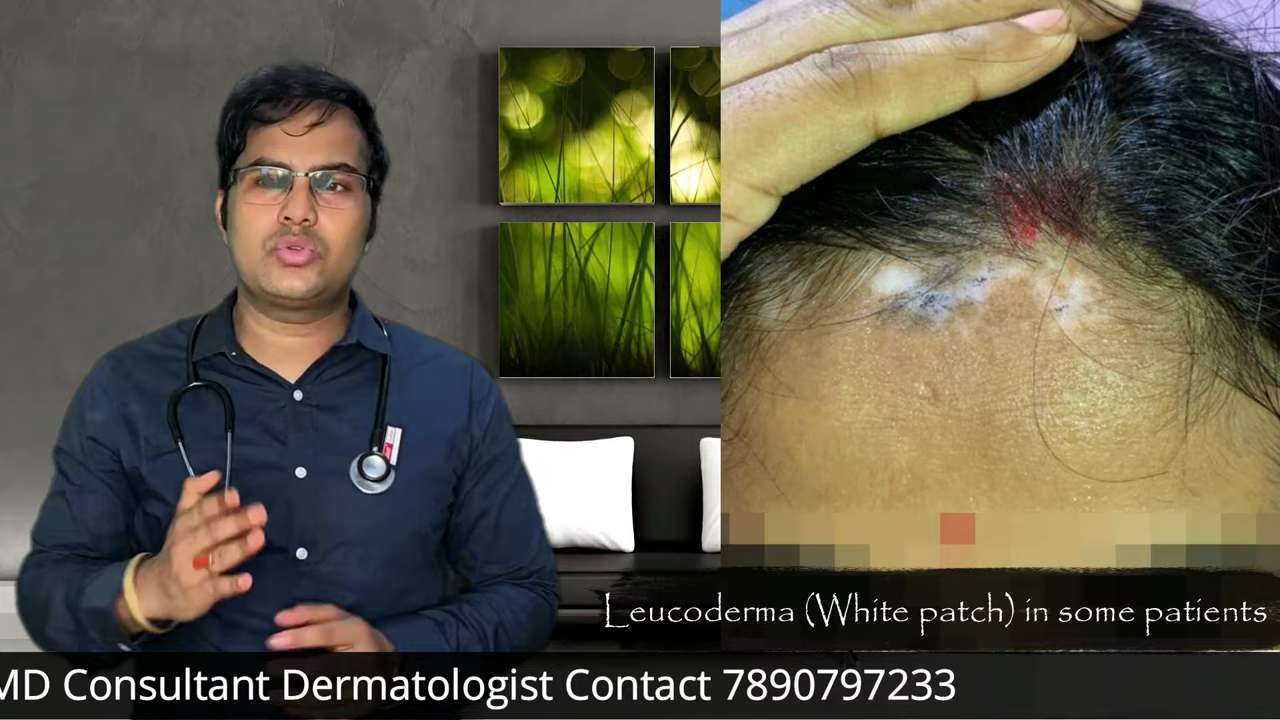 Leucoderma (White patch) in some patients
MD Consultant Dermatologist Contact 7890797233